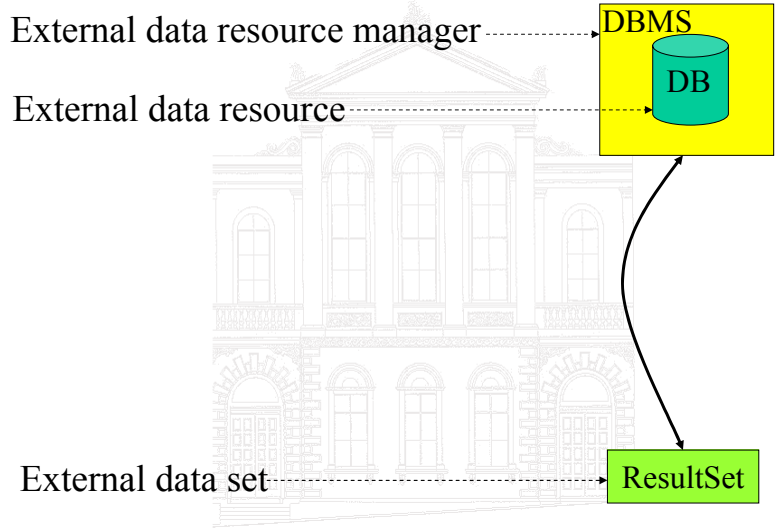 External data resource manager
DBMS
DB
External data resource
External data set
ResultSet